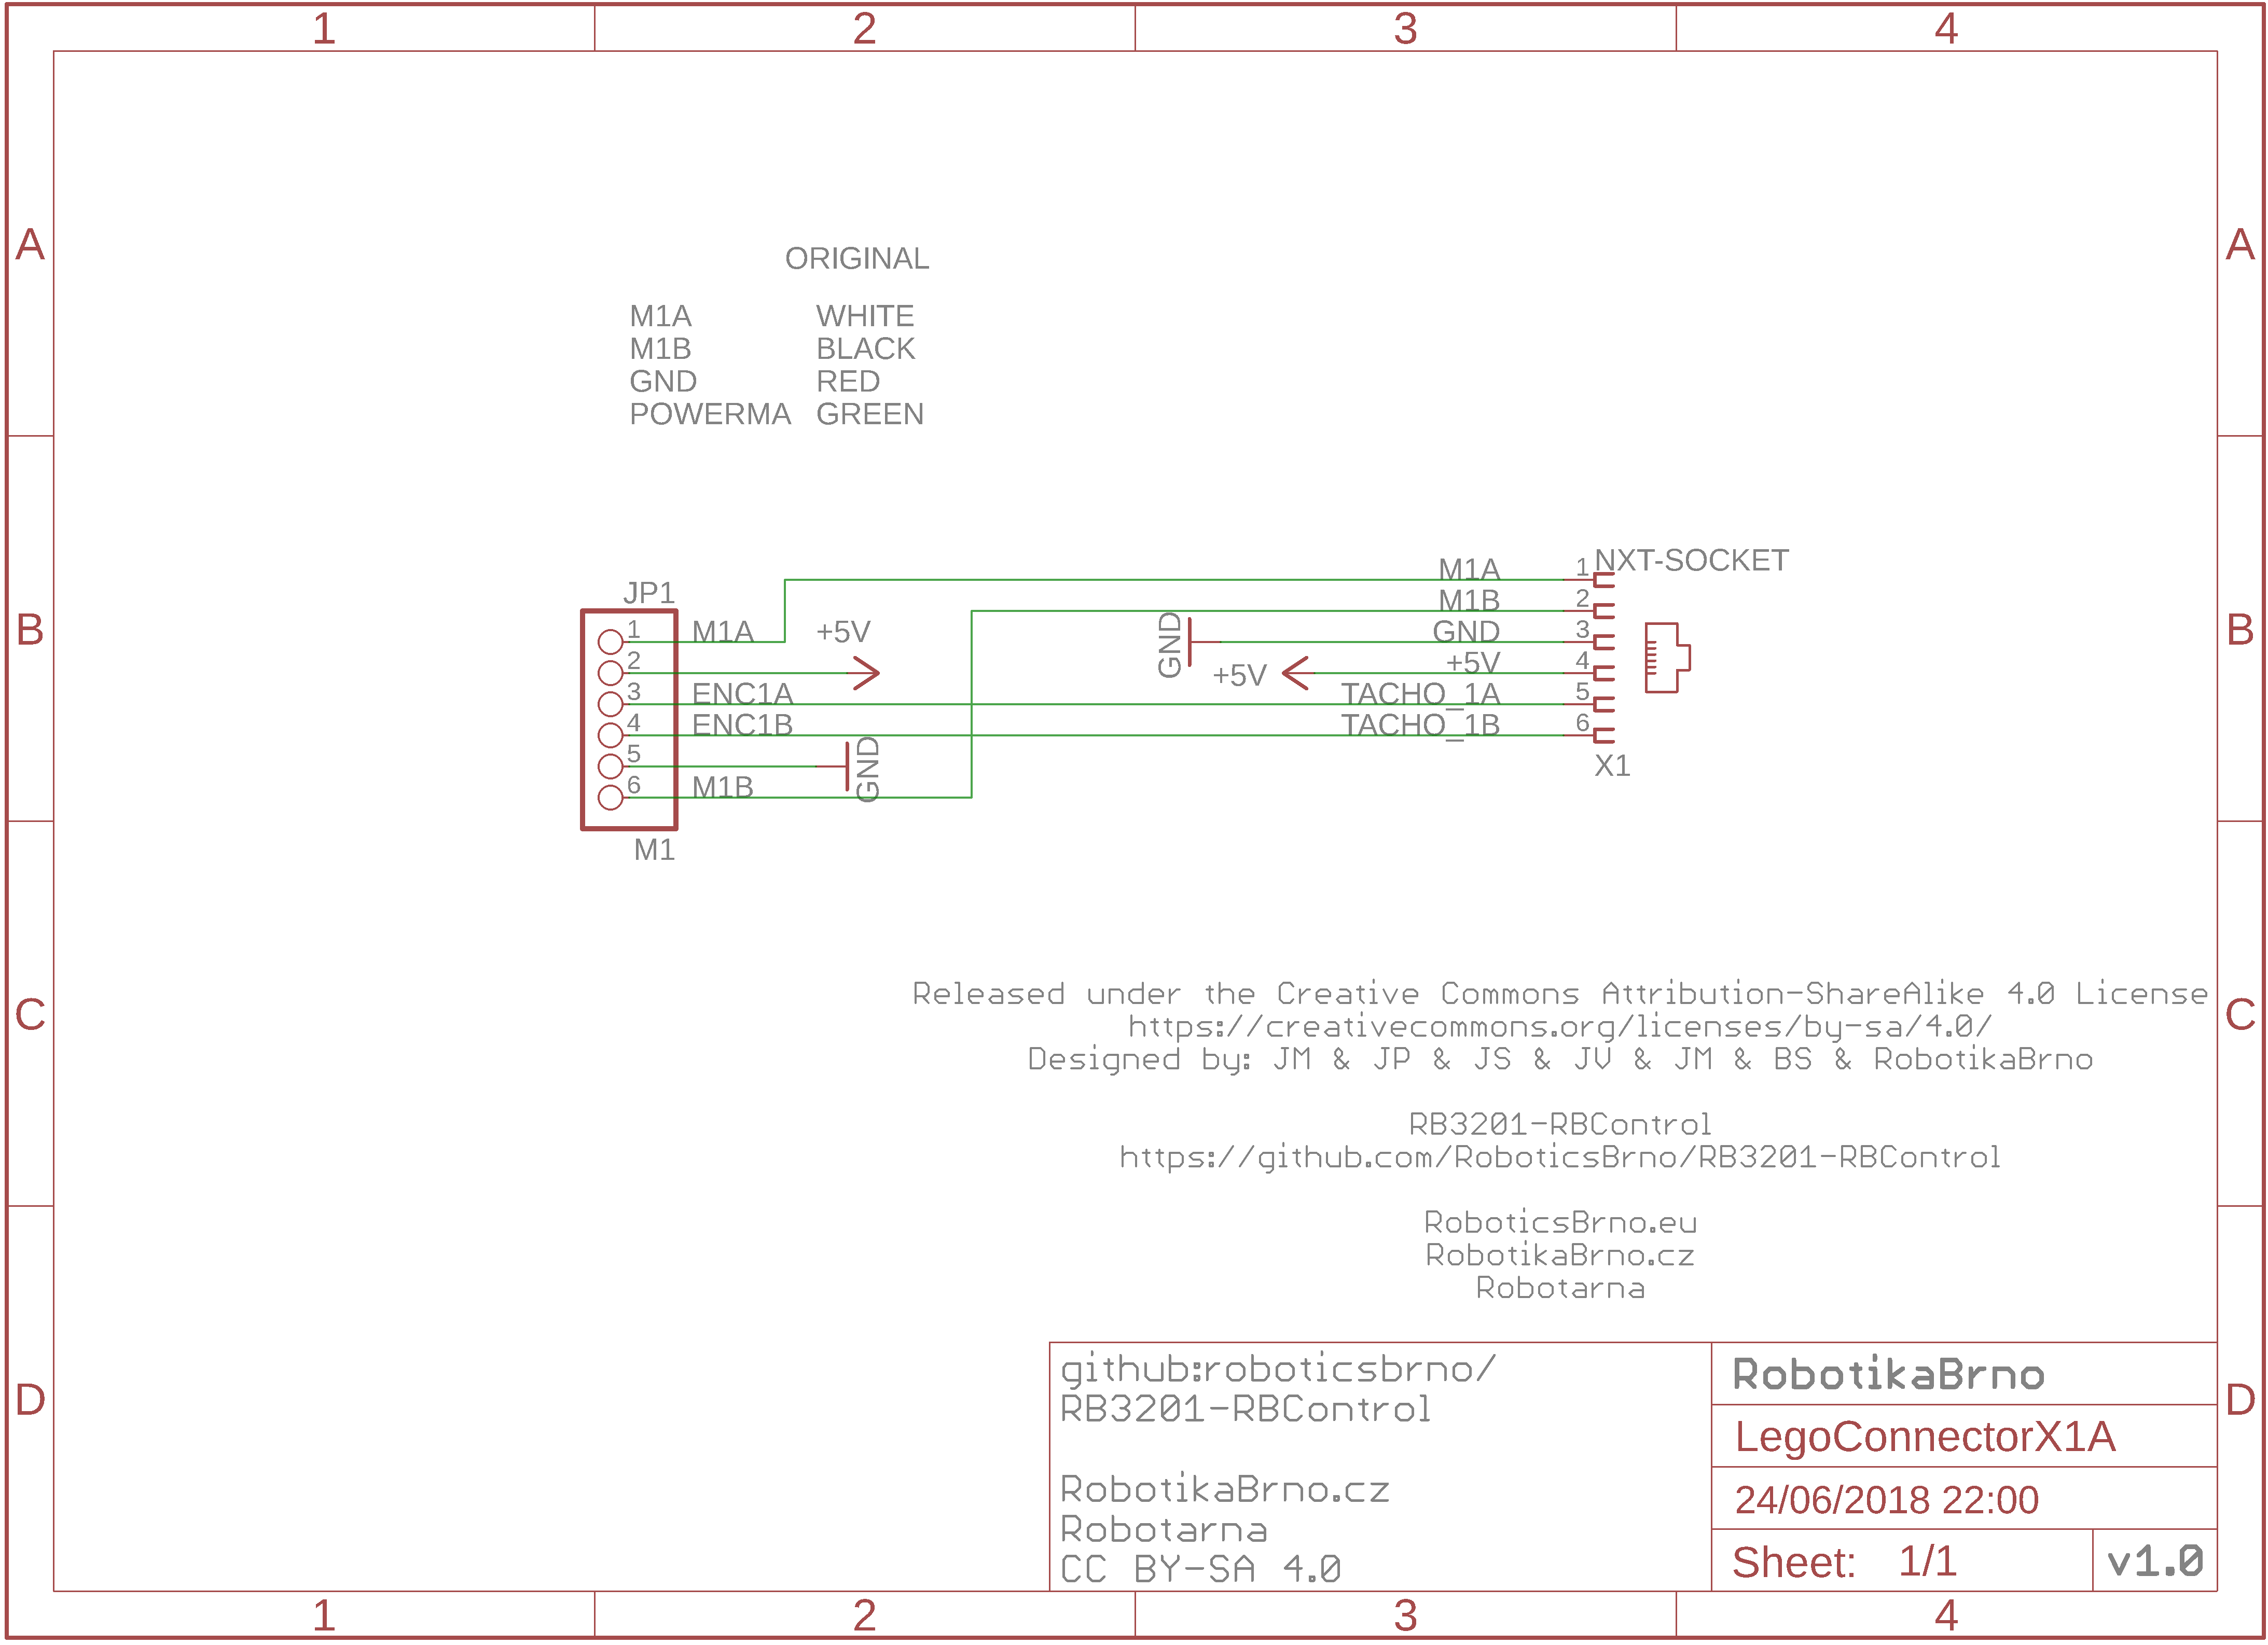 1 2 3 4
A A
ORIGINAL
M1A WHITE
M1B BLACK
GND RED
POWERMA GREEN
B B
JP1
1 M1A +5V
2
3 ENC1A
4 ENC1B
5 GND
6 M1B
M1
NXT-SOCKET
M1A 1
M1B 2
GND GND 3
+5V +5V 4
TACHO_1A 5
TACHO_1B 6
X1
C C
Released under the Creative Commons Attribution-ShareAlike 4.0 License
https://creativecommons.org/licenses/by-sa/4.0/
Designed by: JM & JP & JS & JV & JM & BS & RobotikaBrno
RB3201-RBControl
https://github.com/RoboticsBrno/RB3201-RBControl
RoboticsBrno.eu
RobotikaBrno.cz
Robotarna
D D
github:roboticsbrno/
RB3201-RBControl
RobotikaBrno.cz
Robotarna
CC BY-SA 4.0
RobotikaBrno
LegoConnectorX1A
24/06/2018 22:00
Sheet: 1/1 v1.0
1 2 3 4